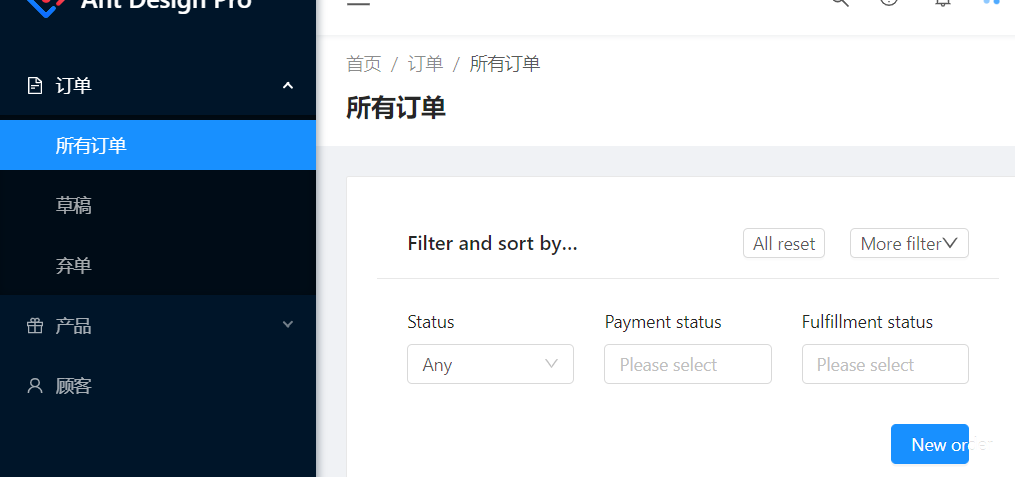 Ant Design Pro
订单
所有订单
草稿
弃单
产品
顾客
首页 / 订单 / 所有订单
所有订单
Filter and sort by...
All reset
More filter
Status
Payment status
Fulfillment status
Any
Please select
Please select
New order